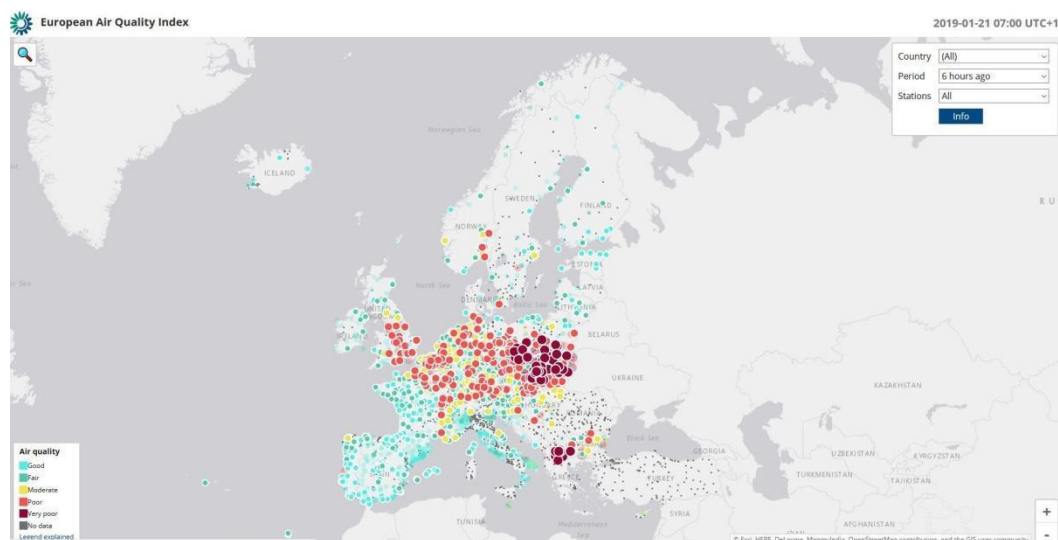 European Air Quality Index
2019-01-21 07:00 UTC+1
Country (All)
Period 6 hours ago
Stations All
Info
Norwegian Sea
ICELAND
SWEDEN
FINLAND
R U
NORWAY
North Sea
LATVIA
DENMARK
Baltic Sea
BELARUS
UKRAINE
KAZAKHSTAN
Black Sea
GEORGIA
UZBEKISTAN
KYRGYZSTAN
TURKMENISTAN
TAJIKISTAN
GREECE
TURKEY
TUNISIA
Mediterranean
Sea
SYRIA
AFGHANISTAN
Air quality
Good
Fair
Moderate
Poor
Very poor
No data
Legend explained
+
-